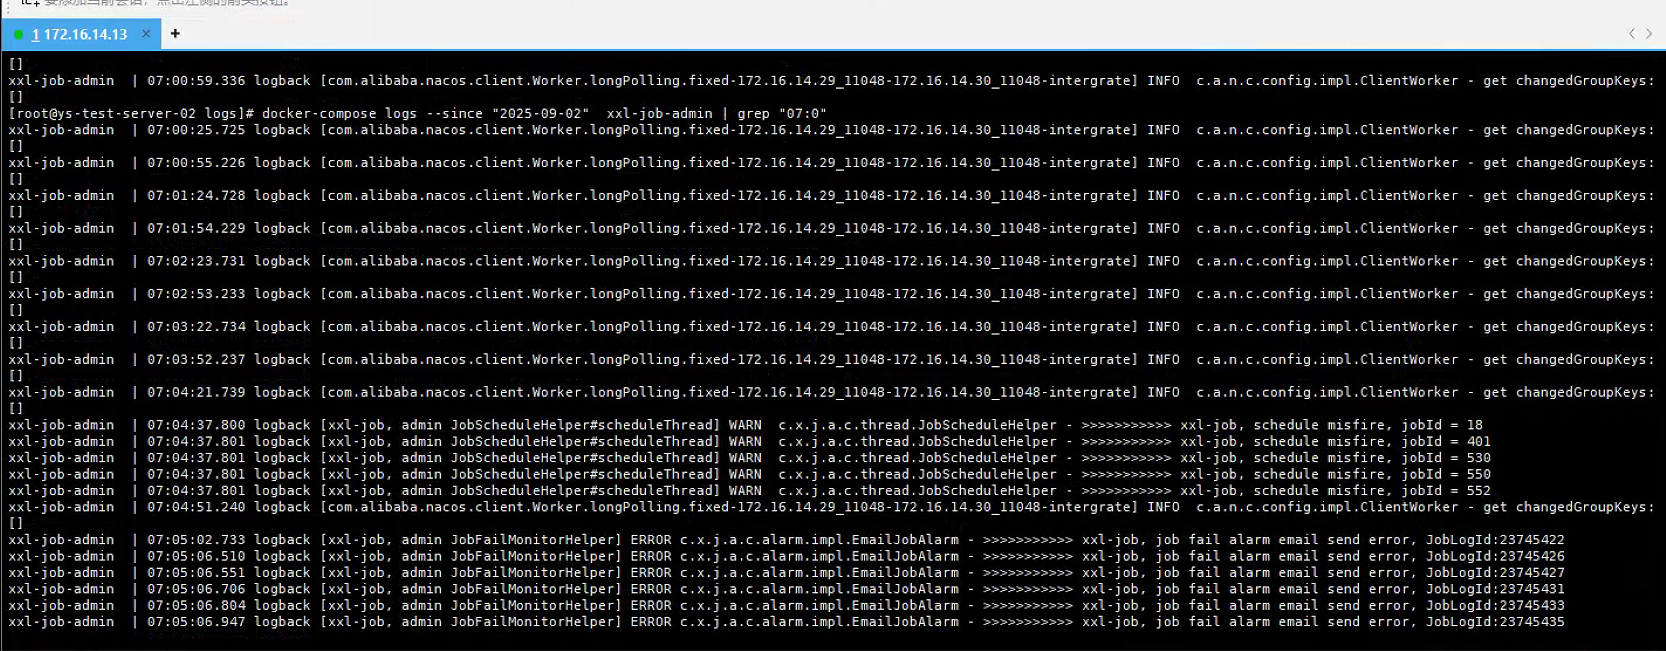 1 172.16.14.13 × +
[]
xxl-job-admin | 07:00:59.336 logback [com.alibaba.nacos.client.Worker.longPolling.fixed-172.16.14.29_11048-172.16.14.30_11048-intergrate] INFO c.a.n.c.config.impl.ClientWorker - get changedGroupKeys:
[]
[root@ys-test-server-02 logs]# docker-compose logs --since "2025-09-02" xxl-job-admin | grep "07:0"
xxl-job-admin | 07:00:25.725 logback [com.alibaba.nacos.client.Worker.longPolling.fixed-172.16.14.29_11048-172.16.14.30_11048-intergrate] INFO c.a.n.c.config.impl.ClientWorker - get changedGroupKeys:
[]
xxl-job-admin | 07:00:55.226 logback [com.alibaba.nacos.client.Worker.longPolling.fixed-172.16.14.29_11048-172.16.14.30_11048-intergrate] INFO c.a.n.c.config.impl.ClientWorker - get changedGroupKeys:
[]
xxl-job-admin | 07:01:24.728 logback [com.alibaba.nacos.client.Worker.longPolling.fixed-172.16.14.29_11048-172.16.14.30_11048-intergrate] INFO c.a.n.c.config.impl.ClientWorker - get changedGroupKeys:
[]
xxl-job-admin | 07:01:54.229 logback [com.alibaba.nacos.client.Worker.longPolling.fixed-172.16.14.29_11048-172.16.14.30_11048-intergrate] INFO c.a.n.c.config.impl.ClientWorker - get changedGroupKeys:
[]
xxl-job-admin | 07:02:23.731 logback [com.alibaba.nacos.client.Worker.longPolling.fixed-172.16.14.29_11048-172.16.14.30_11048-intergrate] INFO c.a.n.c.config.impl.ClientWorker - get changedGroupKeys:
[]
xxl-job-admin | 07:02:53.233 logback [com.alibaba.nacos.client.Worker.longPolling.fixed-172.16.14.29_11048-172.16.14.30_11048-intergrate] INFO c.a.n.c.config.impl.ClientWorker - get changedGroupKeys:
[]
xxl-job-admin | 07:03:22.734 logback [com.alibaba.nacos.client.Worker.longPolling.fixed-172.16.14.29_11048-172.16.14.30_11048-intergrate] INFO c.a.n.c.config.impl.ClientWorker - get changedGroupKeys:
[]
xxl-job-admin | 07:03:52.237 logback [com.alibaba.nacos.client.Worker.longPolling.fixed-172.16.14.29_11048-172.16.14.30_11048-intergrate] INFO c.a.n.c.config.impl.ClientWorker - get changedGroupKeys:
[]
xxl-job-admin | 07:04:21.739 logback [com.alibaba.nacos.client.Worker.longPolling.fixed-172.16.14.29_11048-172.16.14.30_11048-intergrate] INFO c.a.n.c.config.impl.ClientWorker - get changedGroupKeys:
[]
xxl-job-admin | 07:04:37.800 logback [xxl-job, admin JobScheduleHelper#scheduleThread] WARN c.x.j.a.c.thread.JobScheduleHelper - >>>>>>>>>>> xxl-job, schedule misfire, jobId = 18
xxl-job-admin | 07:04:37.801 logback [xxl-job, admin JobScheduleHelper#scheduleThread] WARN c.x.j.a.c.thread.JobScheduleHelper - >>>>>>>>>>> xxl-job, schedule misfire, jobId = 401
xxl-job-admin | 07:04:37.801 logback [xxl-job, admin JobScheduleHelper#scheduleThread] WARN c.x.j.a.c.thread.JobScheduleHelper - >>>>>>>>>>> xxl-job, schedule misfire, jobId = 530
xxl-job-admin | 07:04:37.801 logback [xxl-job, admin JobScheduleHelper#scheduleThread] WARN c.x.j.a.c.thread.JobScheduleHelper - >>>>>>>>>>> xxl-job, schedule misfire, jobId = 550
xxl-job-admin | 07:04:37.801 logback [xxl-job, admin JobScheduleHelper#scheduleThread] WARN c.x.j.a.c.thread.JobScheduleHelper - >>>>>>>>>>> xxl-job, schedule misfire, jobId = 552
xxl-job-admin | 07:04:51.240 logback [com.alibaba.nacos.client.Worker.longPolling.fixed-172.16.14.29_11048-172.16.14.30_11048-intergrate] INFO c.a.n.c.config.impl.ClientWorker - get changedGroupKeys:
[]
xxl-job-admin | 07:05:02.733 logback [xxl-job, admin JobFailMonitorHelper] ERROR c.x.j.a.c.alarm.impl.EmailJobAlarm - >>>>>>>>>>> xxl-job, job fail alarm email send error, JobLogId:23745422
xxl-job-admin | 07:05:06.510 logback [xxl-job, admin JobFailMonitorHelper] ERROR c.x.j.a.c.alarm.impl.EmailJobAlarm - >>>>>>>>>>> xxl-job, job fail alarm email send error, JobLogId:23745426
xxl-job-admin | 07:05:06.551 logback [xxl-job, admin JobFailMonitorHelper] ERROR c.x.j.a.c.alarm.impl.EmailJobAlarm - >>>>>>>>>>> xxl-job, job fail alarm email send error, JobLogId:23745427
xxl-job-admin | 07:05:06.706 logback [xxl-job, admin JobFailMonitorHelper] ERROR c.x.j.a.c.alarm.impl.EmailJobAlarm - >>>>>>>>>>> xxl-job, job fail alarm email send error, JobLogId:23745431
xxl-job-admin | 07:05:06.804 logback [xxl-job, admin JobFailMonitorHelper] ERROR c.x.j.a.c.alarm.impl.EmailJobAlarm - >>>>>>>>>>> xxl-job, job fail alarm email send error, JobLogId:23745433
xxl-job-admin | 07:05:06.947 logback [xxl-job, admin JobFailMonitorHelper] ERROR c.x.j.a.c.alarm.impl.EmailJobAlarm - >>>>>>>>>>> xxl-job, job fail alarm email send error, JobLogId:23745435